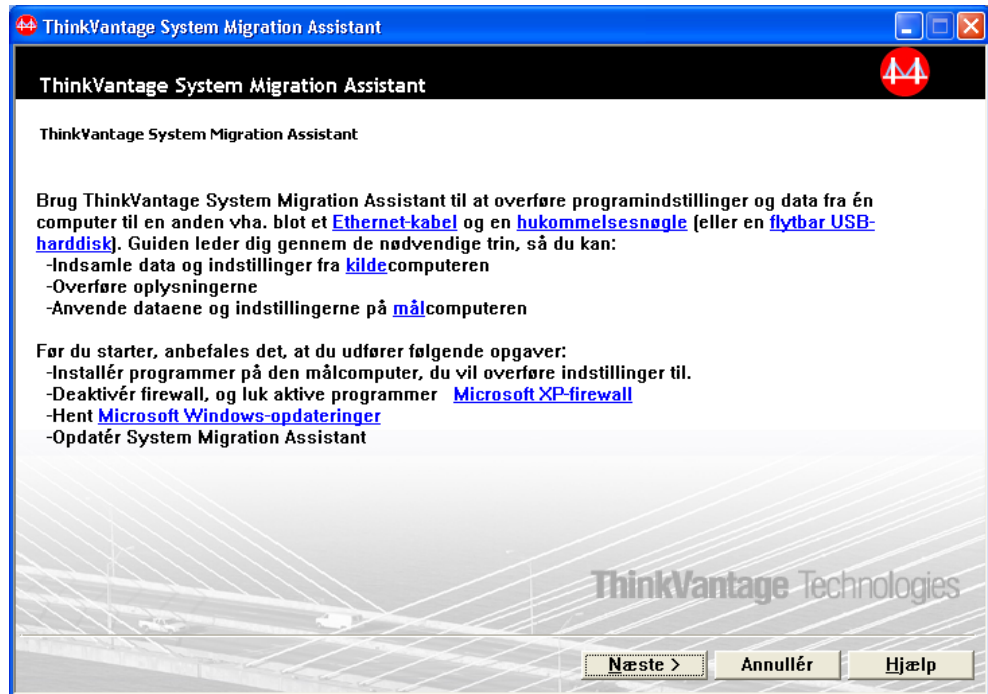 ThinkVantage System Migration Assistant
ThinkVantage System Migration Assistant
ThinkVantage System Migration Assistant
Brug ThinkVantage System Migration Assistant til at overføre programindstillinger og data fra én
computer til en anden vha. blot et Ethernet-kabel og en hukommelsesnøgle (eller en flytbar USB-
harddisk). Guiden leder dig gennem de nødvendige trin, så du kan:
-Indsamle data og indstillinger fra kildecomputeren
-Overføre oplysningerne
-Anvende dataene og indstillingerne på målcomputeren
Før du starter, anbefales det, at du udfører følgende opgaver:
-Installér programmer på den målcomputer, du vil overføre indstillinger til.
-Deaktivér firewall, og luk aktive programmer Microsoft XP-firewall
-Hent Microsoft Windows-opdateringer
-Opdatér System Migration Assistant
ThinkVantage Technologies
Næste > Annullér Hjælp